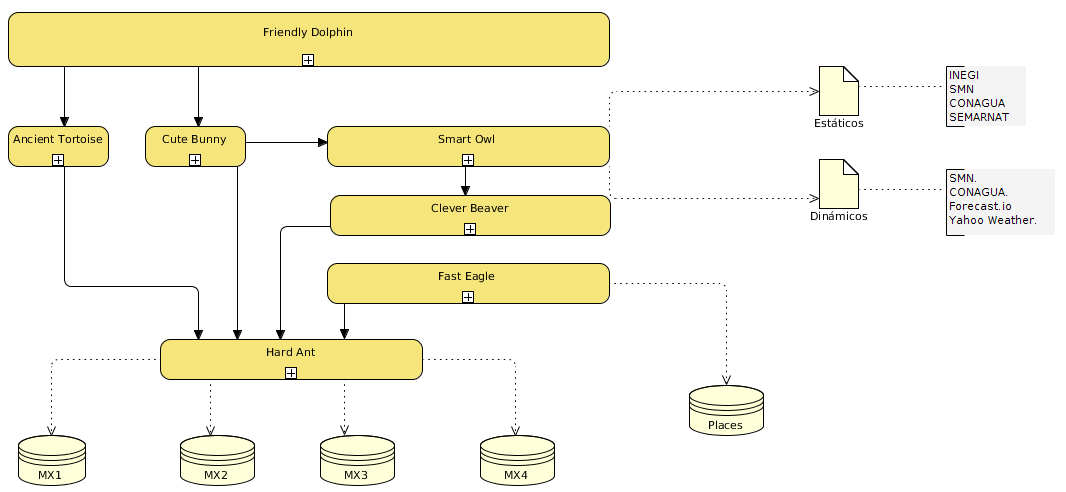 Friendly Dolphin
Ancient Tortoise
Cute Bunny
Smart Owl
Clever Beaver
Fast Eagle
Hard Ant
MX1
MX2
MX3
MX4
Places
Estáticos
INEGI
SMN
CONAGUA
SEMARNAT
Dinámicos
SMN.
CONAGUA.
Forecast.io
Yahoo Weather.